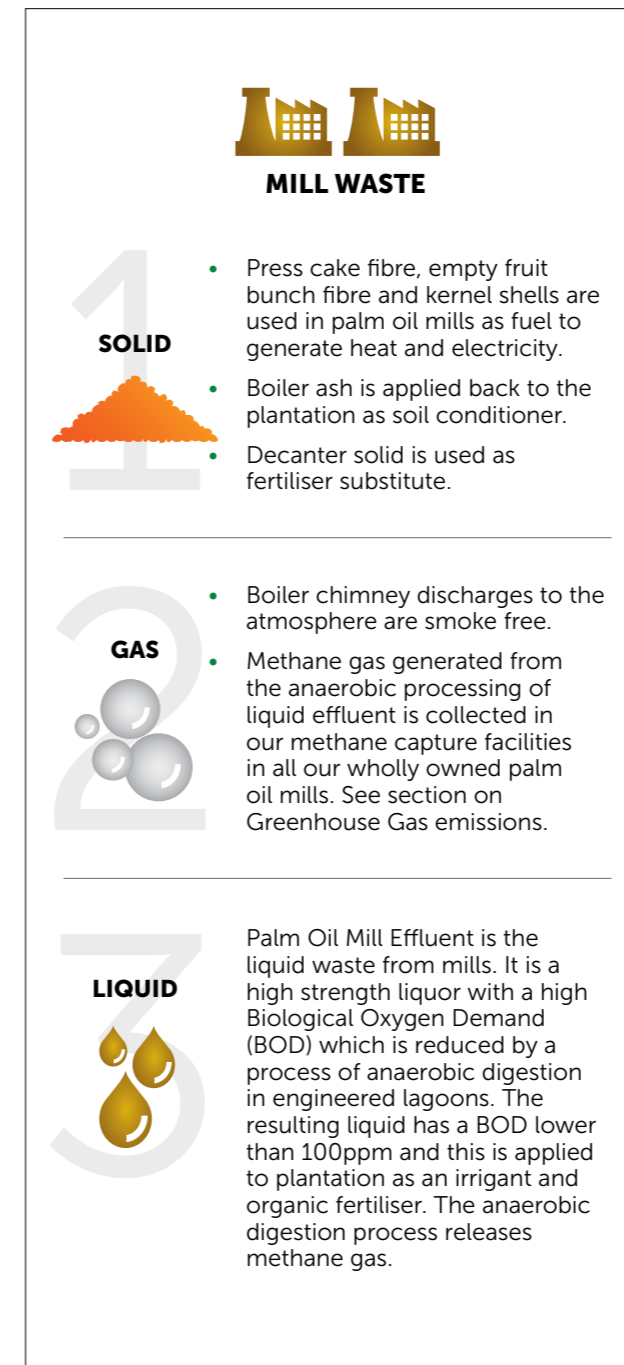 MILL WASTE
1
SOLID
• Press cake fibre, empty fruit
bunch fibre and kernel shells are
used in palm oil mills as fuel to
generate heat and electricity.
• Boiler ash is applied back to the
plantation as soil conditioner.
• Decanter solid is used as
fertiliser substitute.
2
GAS
• Boiler chimney discharges to the
atmosphere are smoke free.
• Methane gas generated from
the anaerobic processing of
liquid effluent is collected in
our methane capture facilities
in all our wholly owned palm
oil mills. See section on
Greenhouse Gas emissions.
3
LIQUID
Palm Oil Mill Effluent is the
liquid waste from mills. It is a
high strength liquor with a high
Biological Oxygen Demand
(BOD) which is reduced by a
process of anaerobic digestion
in engineered lagoons. The
resulting liquid has a BOD lower
than 100ppm and this is applied
to plantation as an irrigant and
organic fertiliser. The anaerobic
digestion process releases
methane gas.